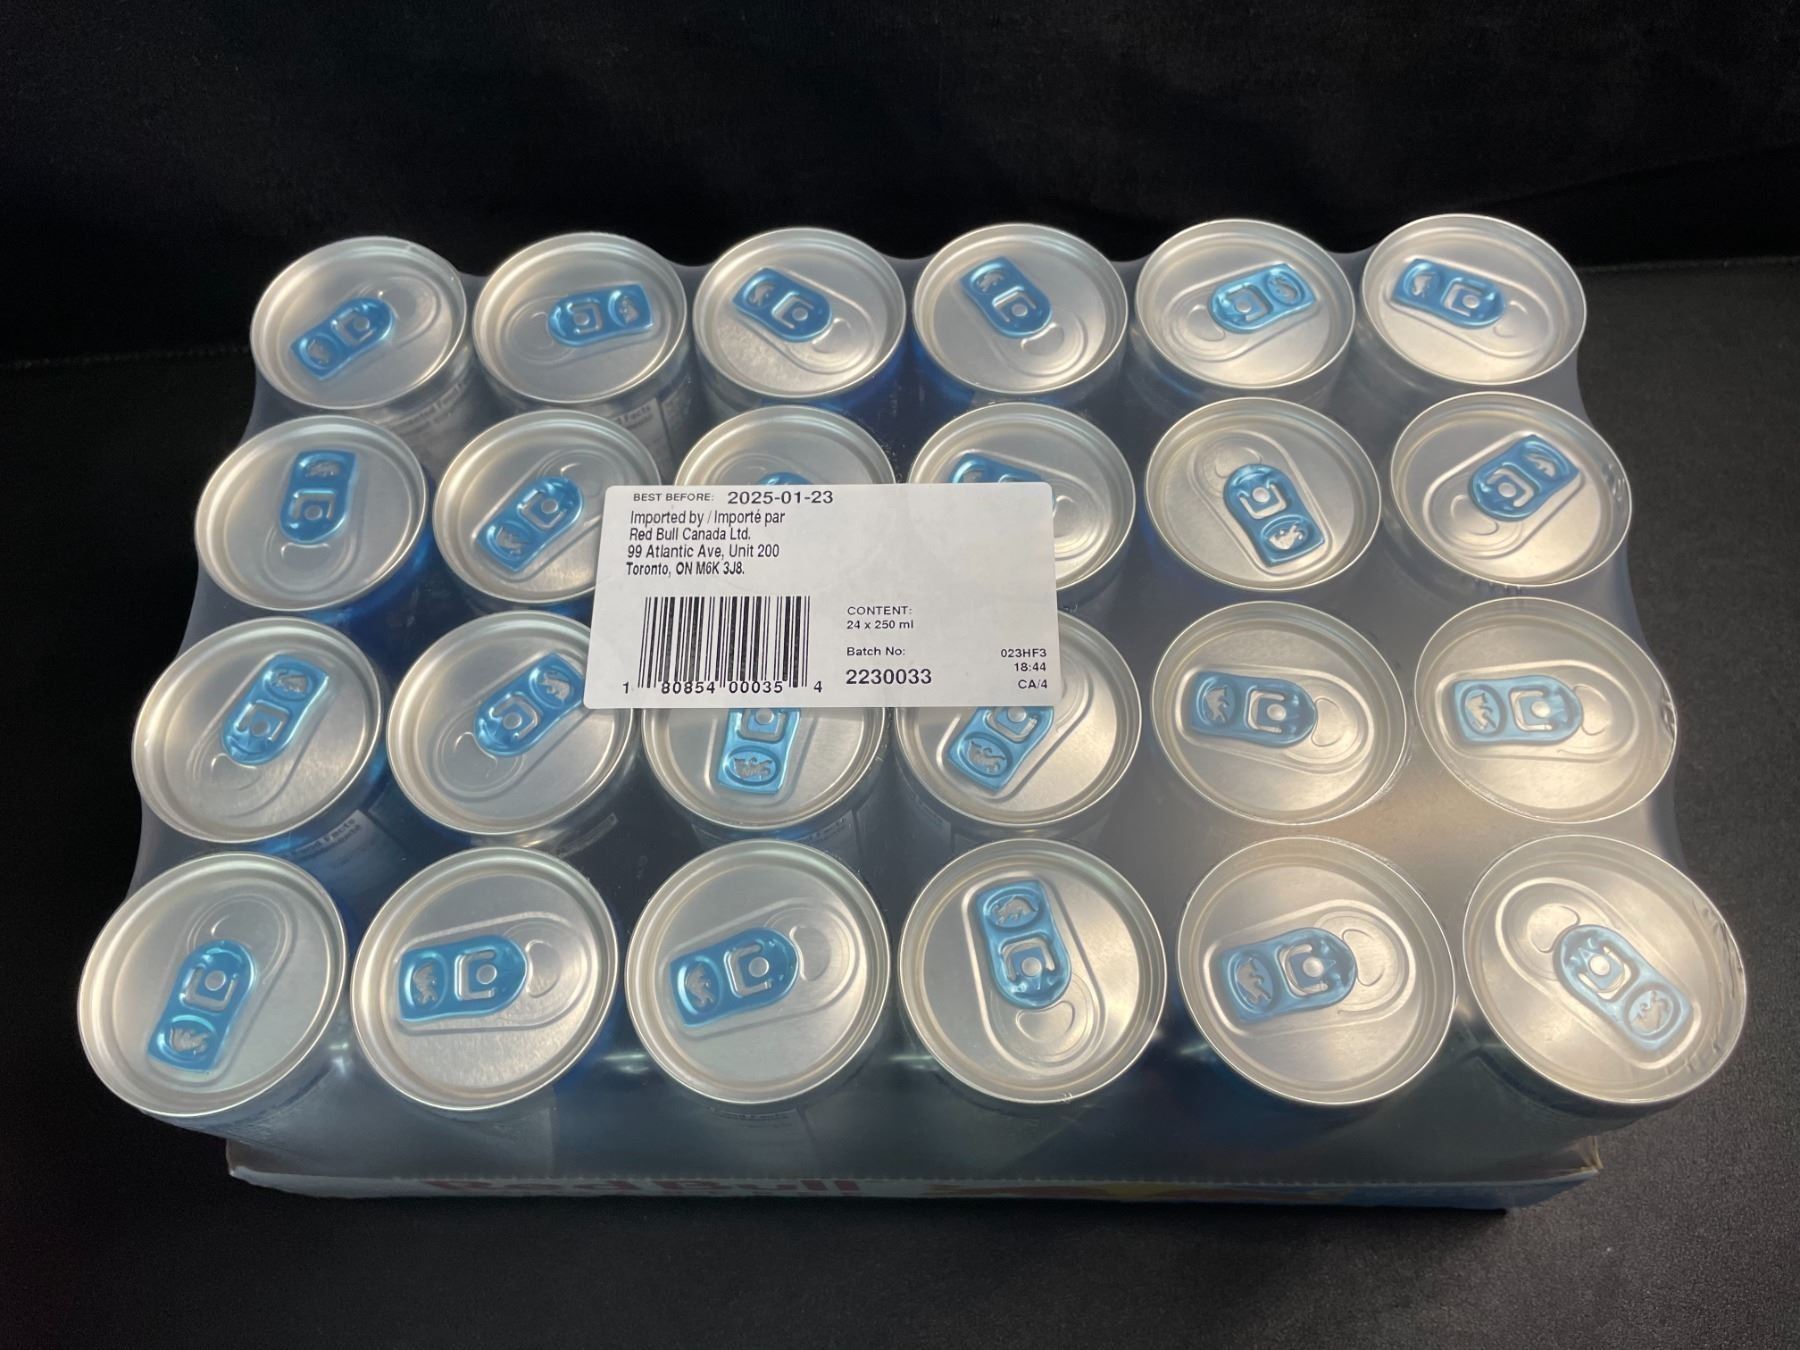 BEST BEFORE: 2025-01-23
Imported by / Importé par
Red Bull Canada Ltd.
99 Atlantic Ave, Unit 200
Toronto, ON M6K 3J8.
CONTENT:
24 x 250 ml
Batch No:
2230033
023HF3
18:44
CA/4
1 80854 00035 4
Red Bull